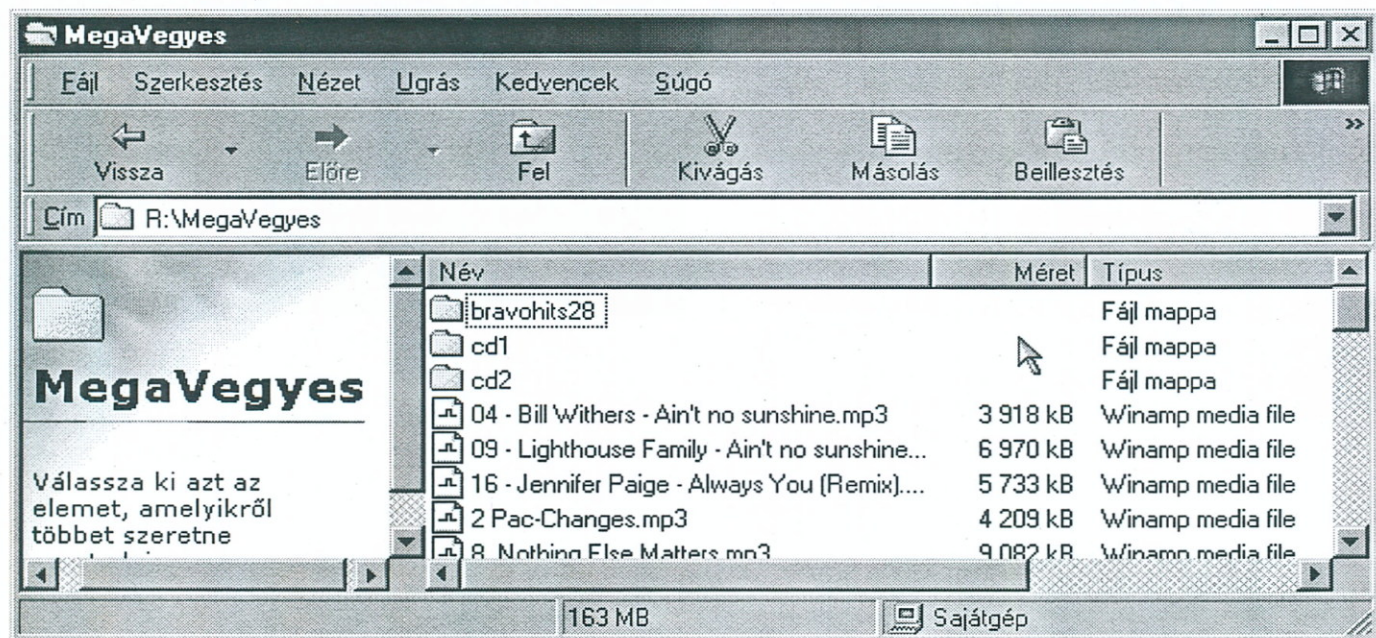 MegaVegyes
Fájl Szerkesztés Nézet Ugrás Kedvencek Súgó
Vissza Előre Fel Kivágás Másolás Beillesztés »
Cím R:\MegaVegyes
MegaVegyes
Válassza ki azt az
elemet, amelyikről
többet szeretne
Név Méret Típus
bravohits28 Fájl mappa
cd1 Fájl mappa
cd2 Fájl mappa
04 - Bill Withers - Ain't no sunshine.mp3 3 918 kB Winamp media file
09 - Lighthouse Family - Ain't no sunshine... 6 970 kB Winamp media file
16 - Jennifer Paige - Always You (Remix).... 5 733 kB Winamp media file
2 Pac-Changes.mp3 4 209 kB Winamp media file
8. Nothing Else Matters.mp3 9 082 kB Winamp media file
163 MB Sajátgép